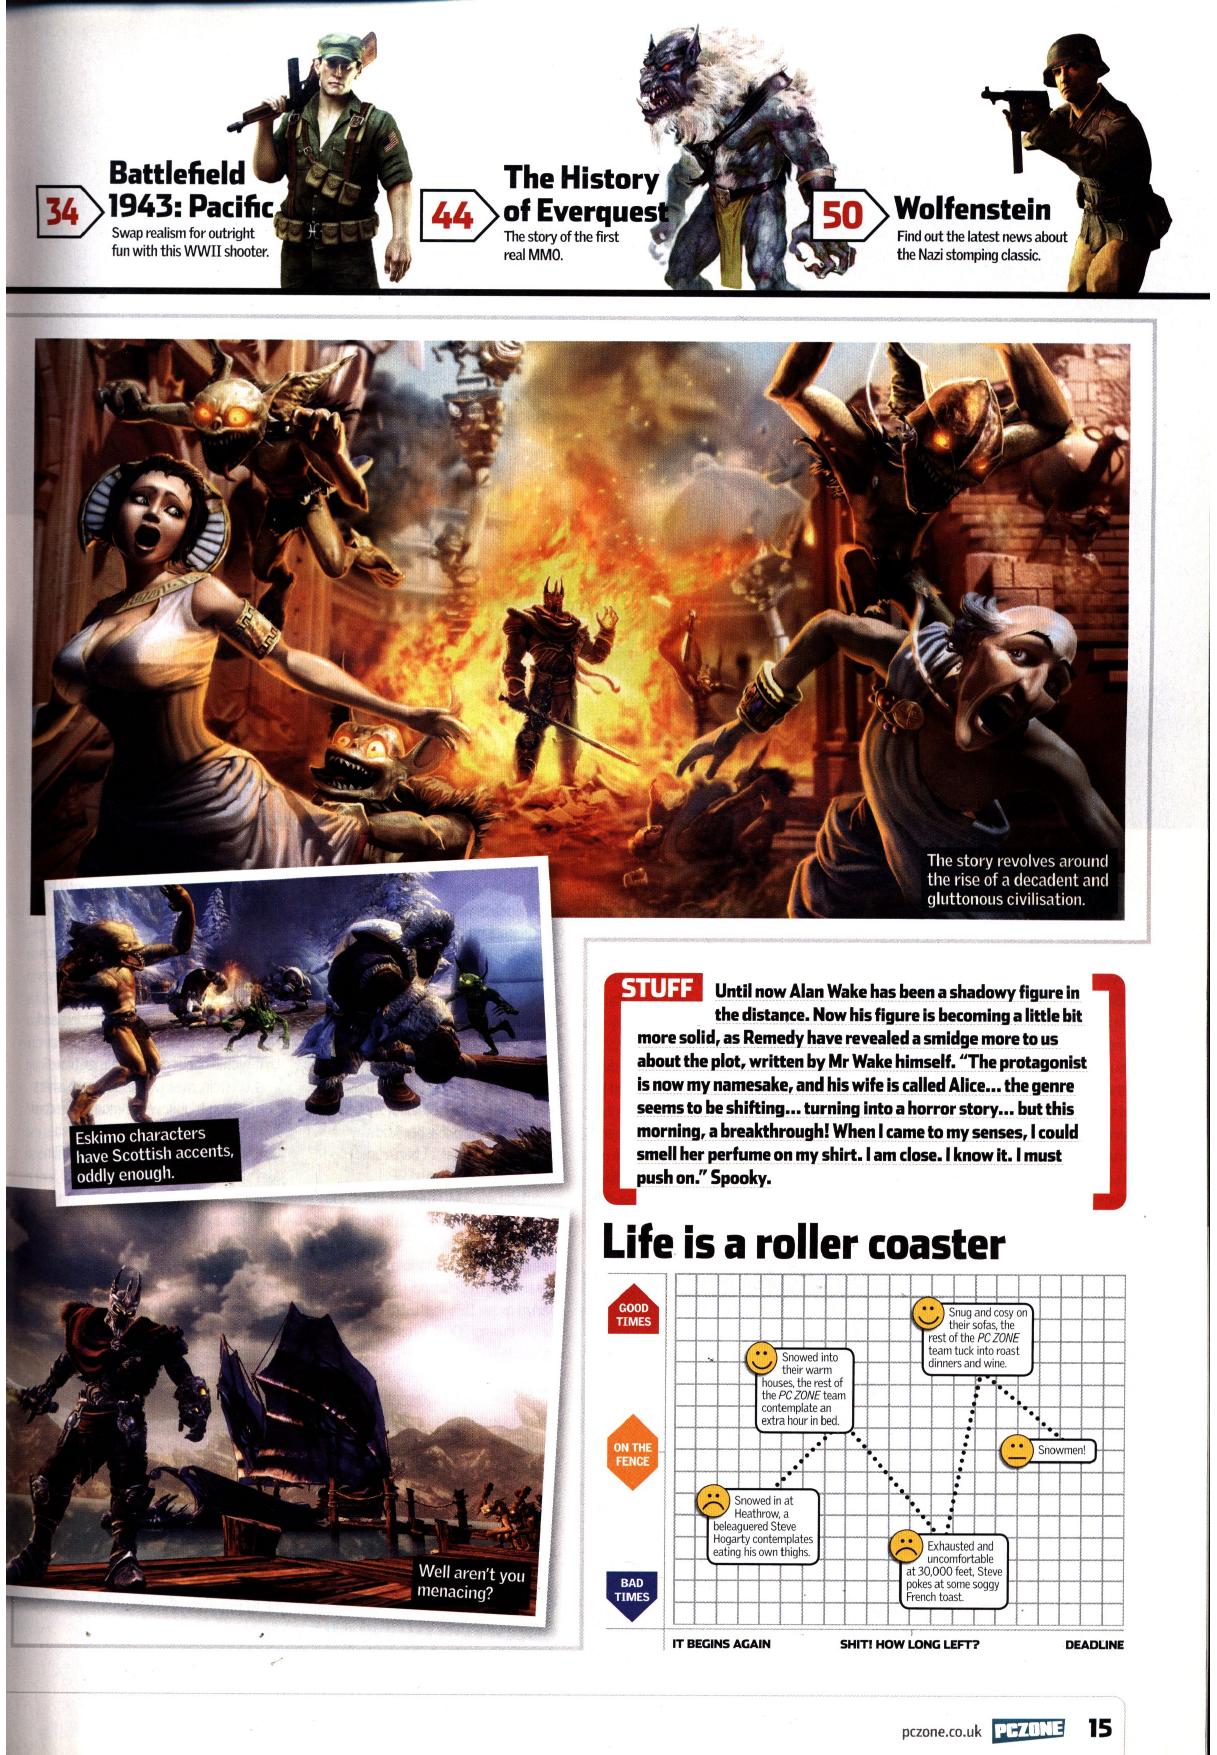 34
Battlefield
1943: Pacific
Swap realism for outright
fun with this WWII shooter.
44
The History
of Everquest
The story of the first
real MMO.
50
Wolfenstein
Find out the latest news about
the Nazi stomping classic.
The story revolves around
the rise of a decadent and
gluttonous civilisation.
Eskimo characters
have Scottish accents,
oddly enough.
Well aren't you
menacing?
STUFF
Until now Alan Wake has been a shadowy figure in
the distance. Now his figure is becoming a little bit
more solid, as Remedy have revealed a smidge more to us
about the plot, written by Mr Wake himself. “The protagonist
is now my namesake, and his wife is called Alice... the genre
seems to be shifting... turning into a horror story... but this
morning, a breakthrough! When I came to my senses, I could
smell her perfume on my shirt. I am close. I know it. I must
push on.” Spooky.
Life is a roller coaster
GOOD
TIMES
ON THE
FENCE
BAD
TIMES
Snowed in at
Heathrow, a
beleaguered Steve
Hogarty contemplates
eating his own thighs.
Snowed into
their warm
houses, the rest of
the PC ZONE team
contemplate an
extra hour in bed.
Exhausted and
uncomfortable
at 30,000 feet, Steve
pokes at some soggy
French toast.
Snug and cosy on
their sofas, the
rest of the PC ZONE
team tuck into roast
dinners and wine.
Snowmen!
IT BEGINS AGAIN
SHIT! HOW LONG LEFT?
DEADLINE
pczone.co.uk PCZONE 15